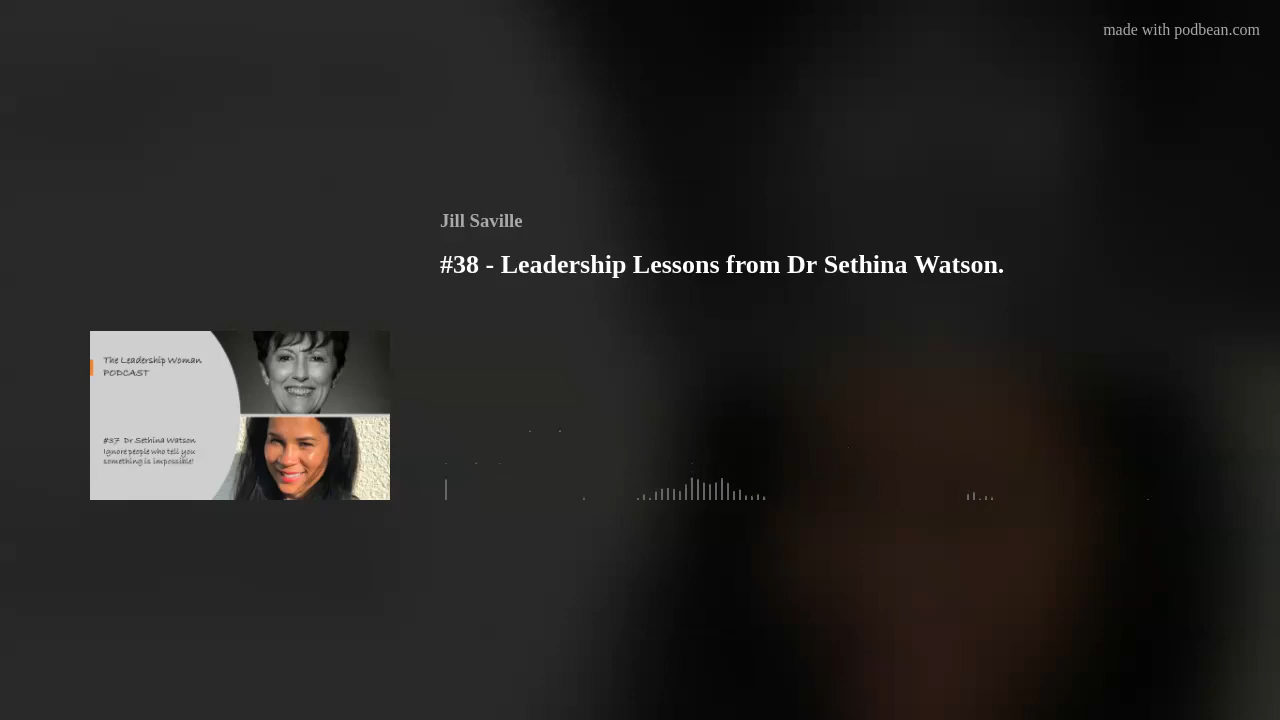 made with podbean.com
Jill Saville
#38 - Leadership Lessons from Dr Sethina Watson.
The Leadership Woman
PODCAST
#37 Dr Sethina Watson
Ignore people who tell you
something is impossible!